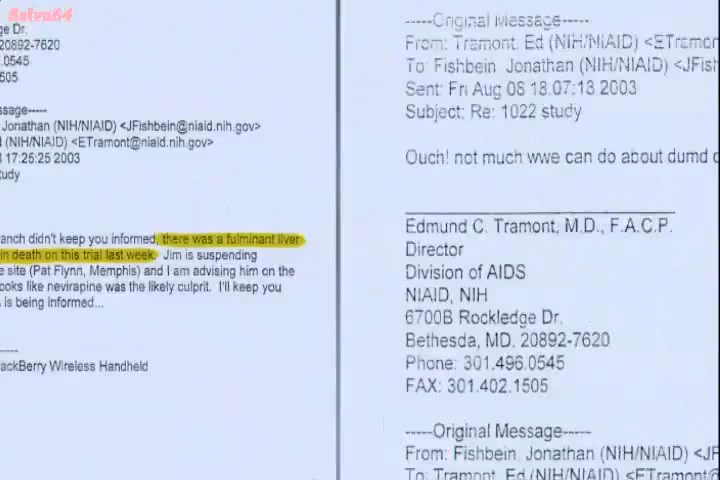 Selva64
ge Dr.
20892-7620
.0545
505
ssage-----
Jonathan (NIH/NIAID) <JFishbein@niaid.nih.gov>
d (NIH/NIAID) <ETramont@niaid.nih.gov>
8 17:25:25 2003
tudy
anch didn't keep you informed, there was a fulminant liver
in death on this trial last week. Jim is suspending
e site (Pat Flynn, Memphis) and I am advising him on the
ooks like nevirapine was the likely culprit. I'll keep you
s is being informed...
-----
ackBerry Wireless Handheld
-----Original Message-----
From: Tramont, Ed (NIH/NIAID) <ETramon
To: Fishbein, Jonathan (NIH/NIAID) <JFish
Sent: Fri Aug 08 18:07:13 2003
Subject: Re: 1022 study
Ouch! not much wwe can do about dumd d
Edmund C. Tramont, M.D., F.A.C.P.
Director
Division of AIDS
NIAID, NIH
6700B Rockledge Dr.
Bethesda, MD. 20892-7620
Phone: 301.496.0545
FAX: 301.402.1505
-----Original Message-----
From: Fishbein, Jonathan (NIH/NIAID) <JF
To: Tramont, Ed (NIH/NIAID) <ETramont@